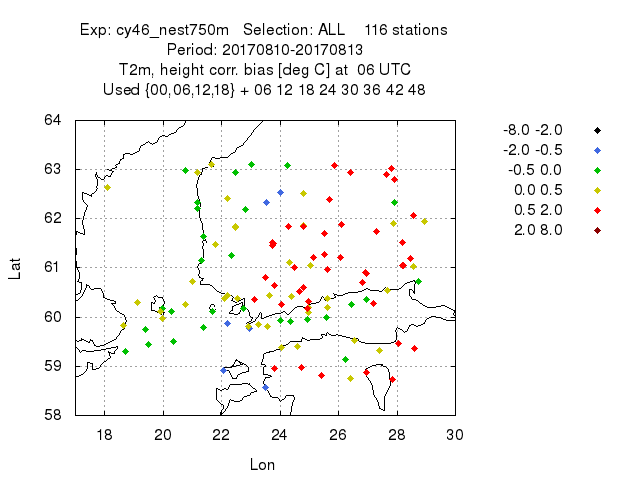 Exp: cy46_nest750m Selection: ALL 116 stations
Period: 20170810-20170813
T2m, height corr. bias [deg C] at 06 UTC
Used {00,06,12,18} + 06 12 18 24 30 36 42 48
64
63
62
61
60
59
58
Lat
18 20 22 24 26 28 30
Lon
-8.0 -2.0
-2.0 -0.5
-0.5 0.0
0.0 0.5
0.5 2.0
2.0 8.0